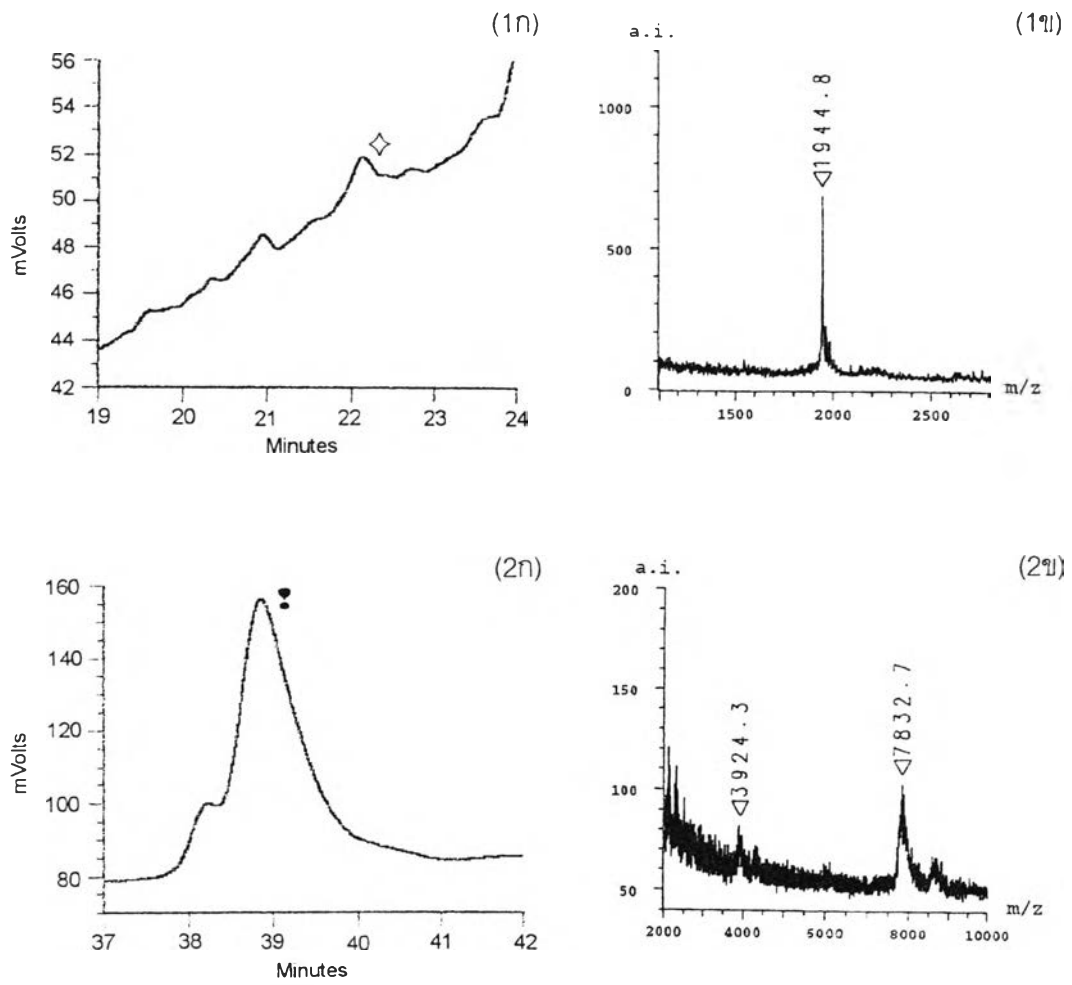 (1ก)
56
54
52
50
48
46
44
42
mVolts
19 20 21 22 23 24
Minutes
(1ข)
a.i.
1000
500
0
1944.8
1500 2000 2500
m/z
(2ก)
160
140
120
100
80
mVolts
37 38 39 40 41 42
Minutes
(2ข)
a.i.
200
150
100
50
3924.3
7832.7
2000 4000 6000 8000 10000
m/z